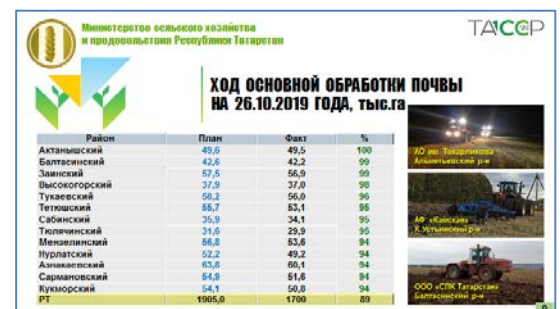 Министерство сельского хозяйства
и продовольствия Республики Татарстан
ТАССР
ХОД ОСНОВНОЙ ОБРАБОТКИ ПОЧВЫ
НА 26.10.2019 ГОДА, тыс.га
Район План Факт %
Актанышский 49,6 49,5 100
Балтасинский 42,6 42,2 99
Заинский 57,5 56,9 99
Высокогорский 37,9 37,0 98
Тукаевский 58,2 56,0 96
Тетюшский 55,7 53,1 95
Сабинский 35,9 34,1 95
Тюлячинский 31,6 29,9 95
Мензелинский 56,8 53,6 94
Нурлатский 52,2 49,2 94
Азнакаевский 63,8 60,1 94
Сармановский 54,9 51,6 94
Кукморский 54,1 50,8 94
РТ 1905,0 1700 89
АО им. Токарликова
Альметьевский р-н
АФ «Камская»
К.Устьинский р-н
ООО «СПК Татарстан»
Балтасинский р-н